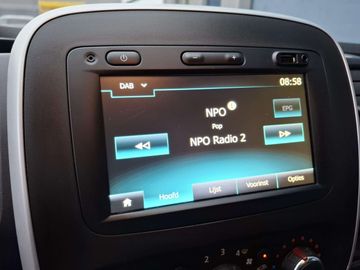 DAB
08:58
NPO
EPG
Pop
NPO Radio 2
Hoofd
Lijst
Voorinst
Opties